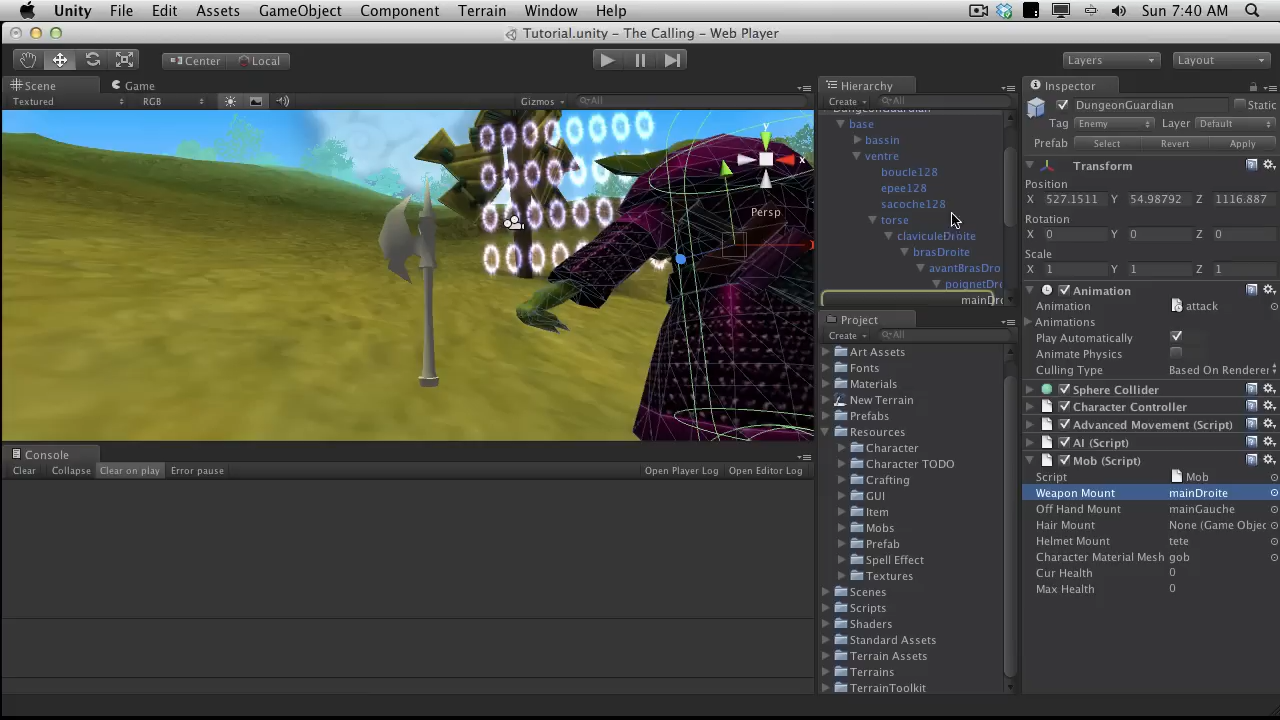 Unity File Edit Assets GameObject Component Terrain Window Help Sun 7:40 AM
Tutorial.unity – The Calling – Web Player
Center Local Layers Layout
Scene Game
Textured RGB Gizmos All
Hierarchy
Create All
base
bassin
ventre
boucle128
epee128
sacoche128
torse
claviculeDroite
brasDroite
avantBrasDro
poignetDro
mainDro
Project
Create All
Art Assets
Fonts
Materials
New Terrain
Prefabs
Resources
Character
Character TODO
Crafting
GUI
Item
Mobs
Prefab
Spell Effect
Textures
Scenes
Scripts
Shaders
Standard Assets
Terrain Assets
Terrains
TerrainToolkit
Inspector
DungeonGuardian Static
Tag Enemy Layer Default
Prefab Select Revert Apply
Transform
Position
X 527.1511 Y 54.98792 Z 1116.887
Rotation
X 0 Y 0 Z 0
Scale
X 1 Y 1 Z 1
Animation
Animation attack
Animations
Play Automatically
Animate Physics
Culling Type Based On Renderer
Sphere Collider
Character Controller
Advanced Movement (Script)
AI (Script)
Mob (Script)
Script Mob
Weapon Mount mainDroite
Off Hand Mount mainGauche
Hair Mount None (Game Objec
Helmet Mount tete
Character Material Mesh gob
Cur Health 0
Max Health 0
y
x
Persp
Console
Clear Collapse Clear on play Error pause Open Player Log Open Editor Log